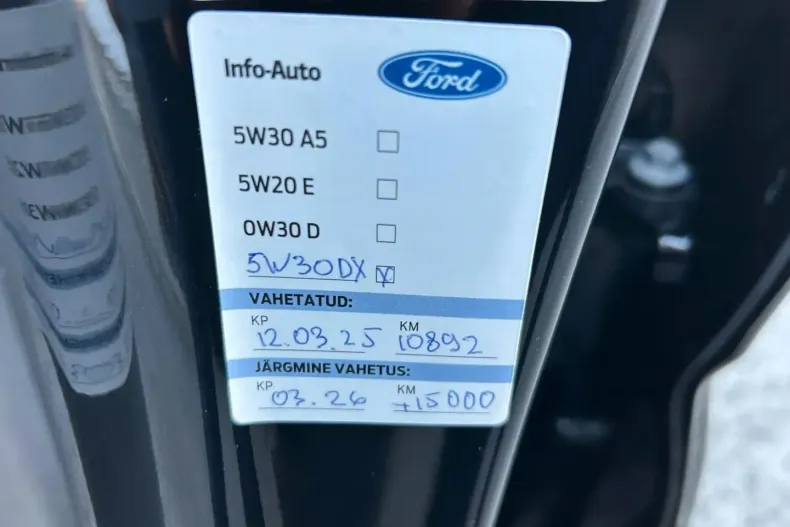 Info-Auto Ford
5W30 A5
5W20 E
0W30 D
5W30DX X
VAHETATUD:
KP 12.03.25 KM 10892
JÄRGMINE VAHETUS:
KP 03.26 KM +15000